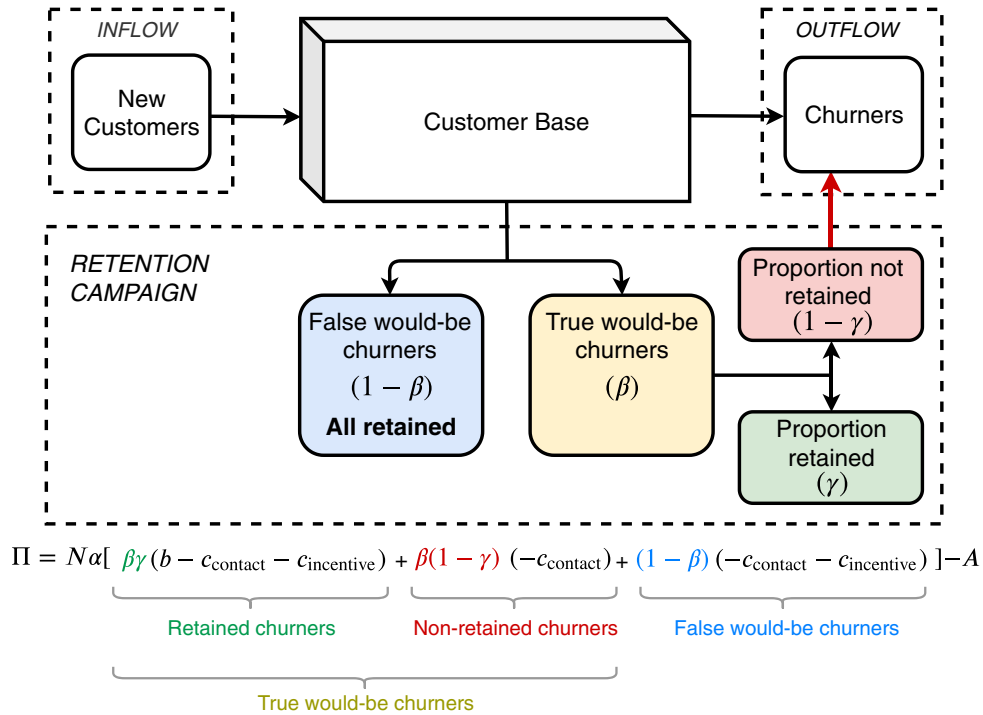 INFLOW
New
Customers
Customer Base
OUTFLOW
Churners
RETENTION
CAMPAIGN
False would-be
churners
(1 − β)
All retained
True would-be
churners
(β)
Proportion not
retained
(1 − γ)
Proportion
retained
(γ)
Π = Nα[ βγ(b − c_contact − c_incentive) + β(1 − γ) (−c_contact) + (1 − β) (−c_contact − c_incentive) ] − A
Retained churners
Non-retained churners
False would-be churners
True would-be churners